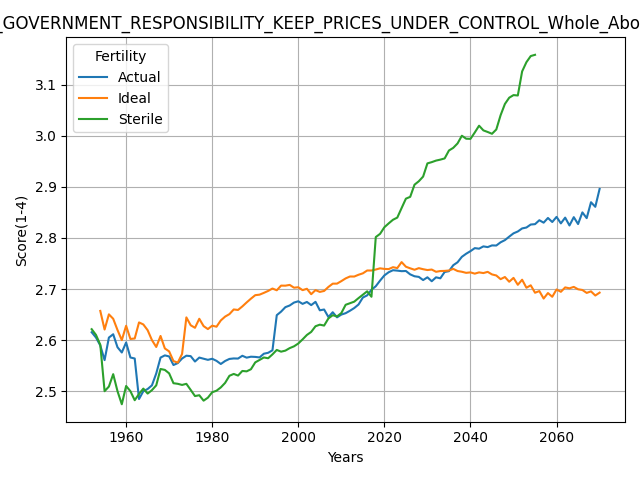 _GOVERNMENT_RESPONSIBILITY_KEEP_PRICES_UNDER_CONTROL_Whole_Abo
Fertility
Actual
Ideal
Sterile
Score(1-4)
3.1
3.0
2.9
2.8
2.7
2.6
2.5
1960 1980 2000 2020 2040 2060
Years